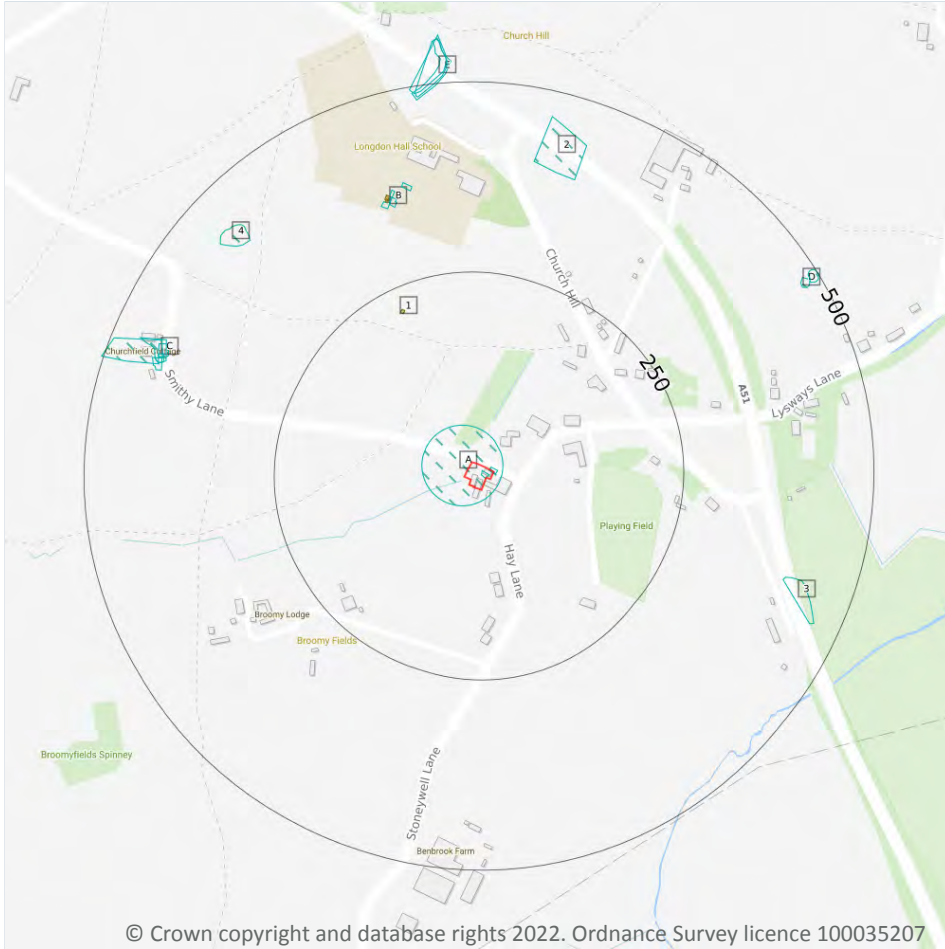 Church Hill
2
Longdon Hall School
B
4
Church Hill
D
500
1
C
Churchfield Cottage
250
Smithy Lane
A51
Lysways Lane
A
Playing Field
Hay Lane
3
Broomy Lodge
Broomy Fields
Broomyfields Spinney
Stoneywell Lane
Benbrook Farm
© Crown copyright and database rights 2022. Ordnance Survey licence 100035207